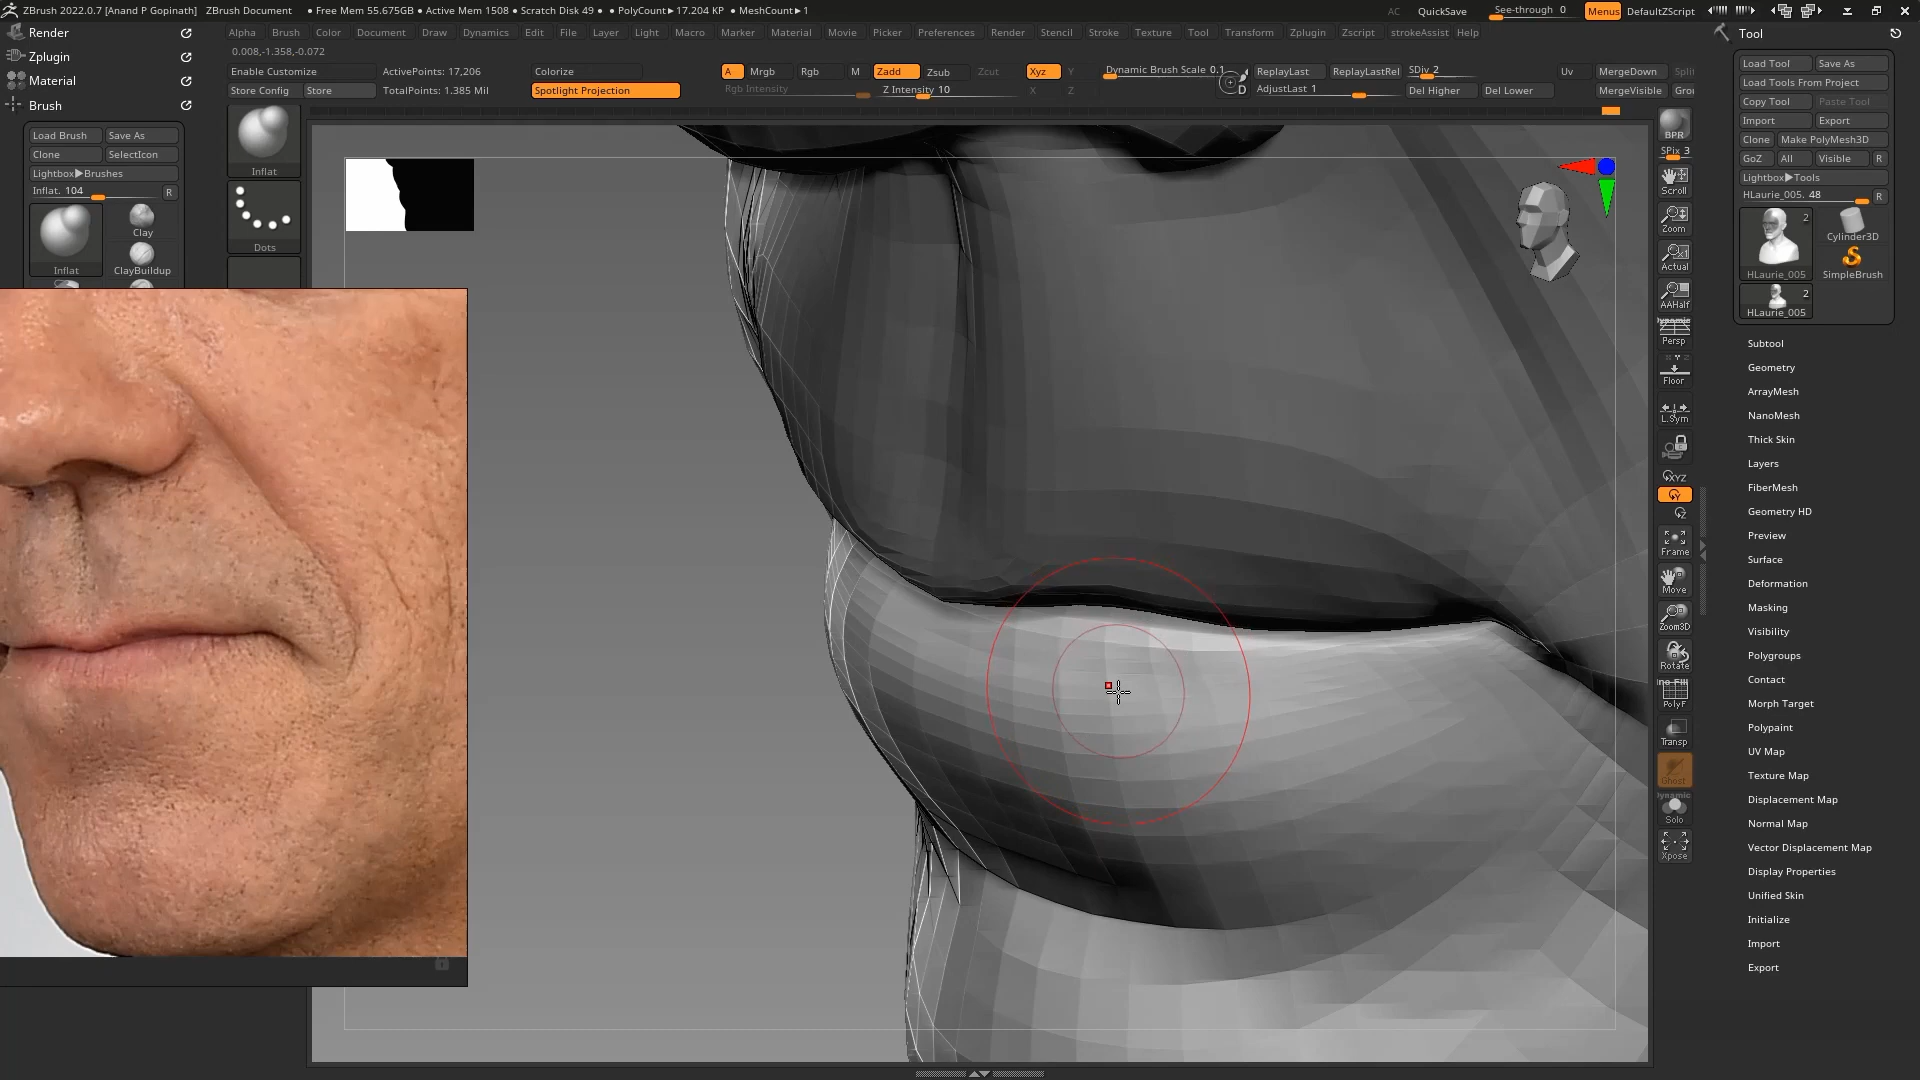 ZBrush 2022.0.7 [Anand P Gopinath] ZBrush Document • Free Mem 55.675GB • Active Mem 1508 • Scratch Disk 49 • • PolyCount▶17.204 KP • MeshCount▶1 AC QuickSave See-through 0 Menus DefaultZScript
Render
Alpha Brush Color Document Draw Dynamics Edit File Layer Light Macro Marker Material Movie Picker Preferences Render Stencil Stroke Texture Tool Transform Zplugin Zscript strokeAssist Help
Tool
0.008,-1.358,-0.072
Zplugin
Material
Brush
Enable Customize ActivePoints: 17,206 Colorize A Mrgb Rgb M Zadd Zsub Zcut Xyz Y Dynamic Brush Scale 0.1 ReplayLast ReplayLastRel SDiv 2 Uv MergeDown Split
Store Config Store TotalPoints: 1.385 Mil Spotlight Projection Rgb Intensity Z Intensity 10 X Z D AdjustLast 1 Del Higher Del Lower MergeVisible Grou
Load Brush Save As
Clone SelectIcon
Lightbox▶Brushes
Inflat. 104 R
Inflat
Clay
ClayBuildup
Inflat
Dots
BPR
SPix 3
Scroll
Zoom
Actual
AAHalf
Dynamic
Persp
Floor
L.Sym
XYZ
Y
Z
Frame
Move
Zoom3D
Rotate
Line Fill
PolyF
Transp
Ghost
Dynamic
Solo
Xpose
Load Tool Save As
Load Tools From Project
Copy Tool Paste Tool
Import Export
Clone Make PolyMesh3D
GoZ All Visible R
Lightbox▶Tools
HLaurie_005. 48 R
2
HLaurie_005
Cylinder3D
SimpleBrush
2
HLaurie_005
Subtool
Geometry
ArrayMesh
NanoMesh
Thick Skin
Layers
FiberMesh
Geometry HD
Preview
Surface
Deformation
Masking
Visibility
Polygroups
Contact
Morph Target
Polypaint
UV Map
Texture Map
Displacement Map
Normal Map
Vector Displacement Map
Display Properties
Unified Skin
Initialize
Import
Export